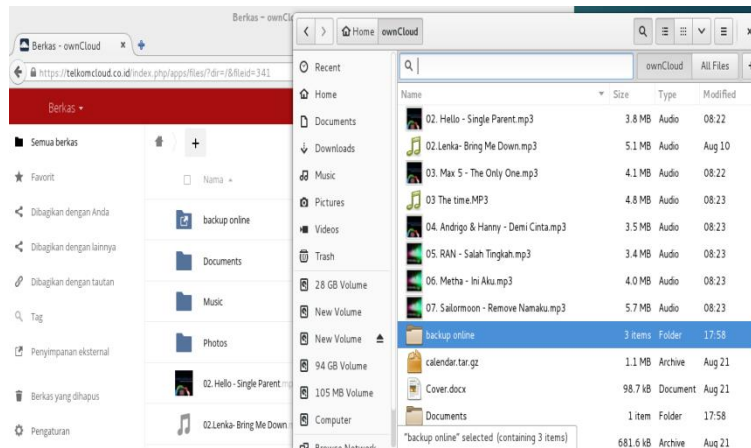 Berkas - ownClo
Berkas - ownCloud x +
https://telkomcloud.co.id/index.php/apps/files/?dir=/&fileid=341
Berkas
Semua berkas
Favorit
Dibagikan dengan Anda
Dibagikan dengan lainnya
Dibagikan dengan tautan
Tag
Penyimpanan eksternal
Berkas yang dihapus
Pengaturan
+
Nama
backup online
Documents
Music
Photos
02. Hello - Single Parent.mp
02.Lenka- Bring Me Down.
Home ownCloud
Recent
Home
Documents
Downloads
Music
Pictures
Videos
Trash
28 GB Volume
New Volume
New Volume
94 GB Volume
105 MB Volume
Computer
Browse Network
ownCloud All Files +
Name Size Type Modified
02. Hello - Single Parent.mp3 3.8 MB Audio 08:22
02.Lenka- Bring Me Down.mp3 5.1 MB Audio Aug 10
03. Max 5 - The Only One.mp3 4.1 MB Audio 08:22
03 The time.MP3 4.8 MB Audio 08:23
04. Andrigo & Hanny - Demi Cinta.mp3 3.5 MB Audio 08:23
05. RAN - Salah Tingkah.mp3 3.4 MB Audio 08:23
06. Metha - Ini Aku.mp3 4.0 MB Audio 08:23
07. Sailormoon - Remove Namaku.mp3 5.7 MB Audio 08:23
backup online 3 items Folder 17:58
calendar.tar.gz 1.1 MB Archive Aug 21
Cover.docx 98.7 kB Document Aug 21
Documents 1 item Folder 17:58
681.6 kB Archive Aug 21
"backup online" selected (containing 3 items)